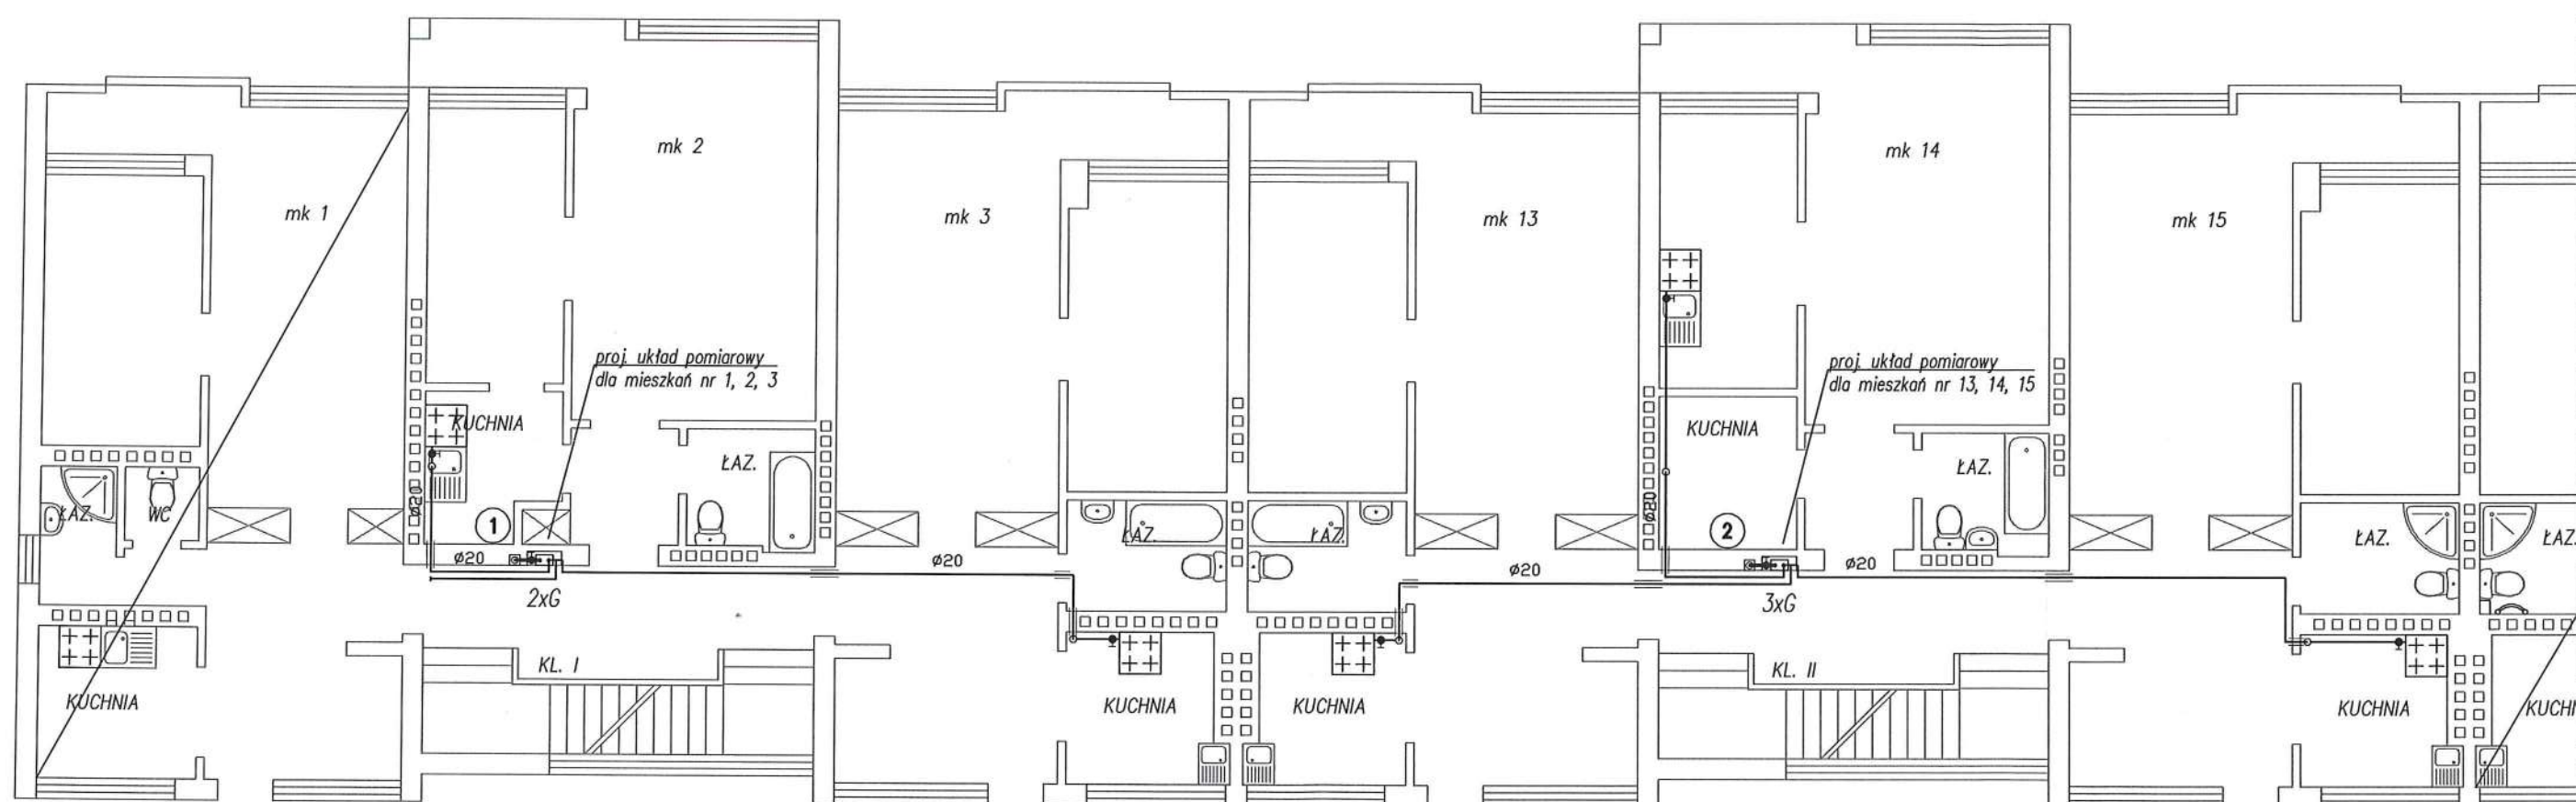 mk 2
mk 14
mk 1
mk 3
mk 13
mk 15
proj. układ pomiarowy
dla mieszkań nr 1, 2, 3
proj. układ pomiarowy
dla mieszkań nr 13, 14, 15
KUCHNIA
KUCHNIA
ŁAZ.
ŁAZ.
ø20
ø20
ŁAZ.
WC
1
2
ŁAZ.
ŁAZ.
ŁAZ.
ŁAZ.
ø20
ø20
ø20
ø20
2xG
3xG
KL. I
KL. II
KUCHNIA
KUCHNIA
KUCHNIA
KUCHNIA
KUCHN